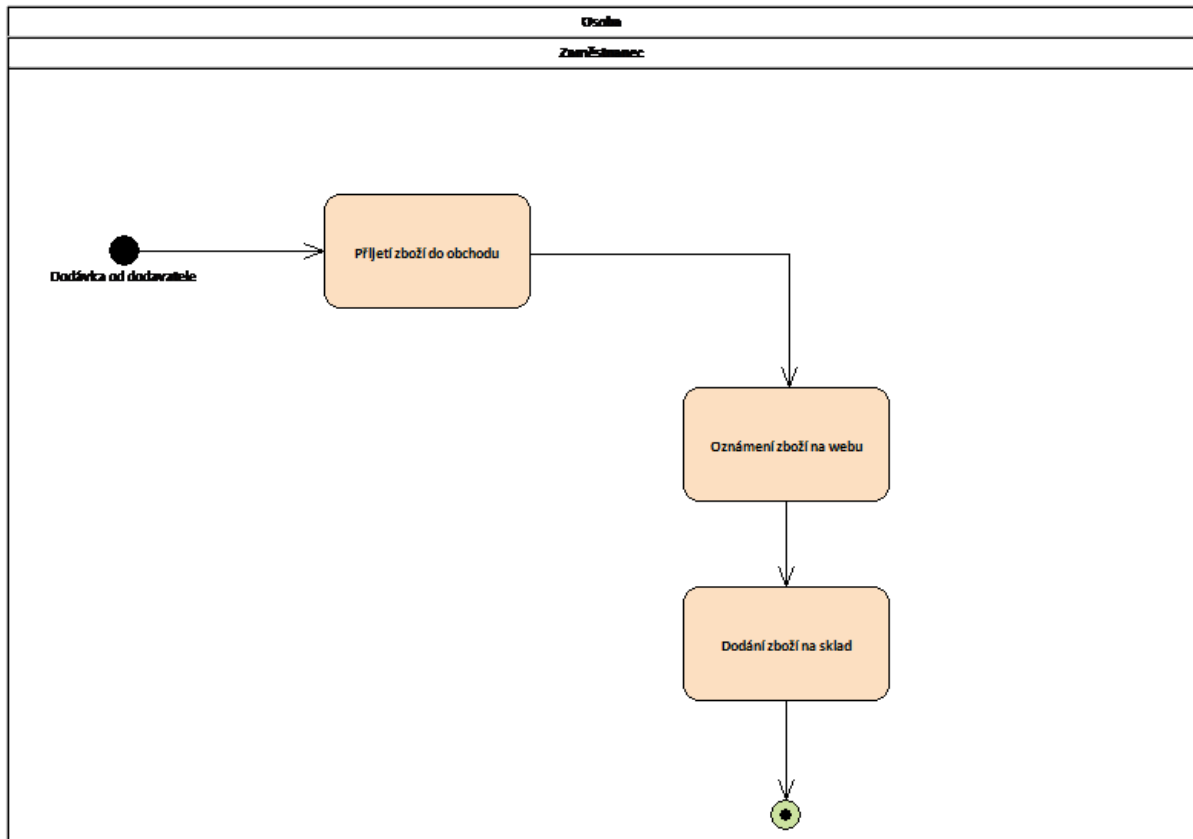 Osoba
Zaměstnanec
Dodávka od dodavatele
Přijetí zboží do obchodu
Oznámení zboží na webu
Dodání zboží na sklad